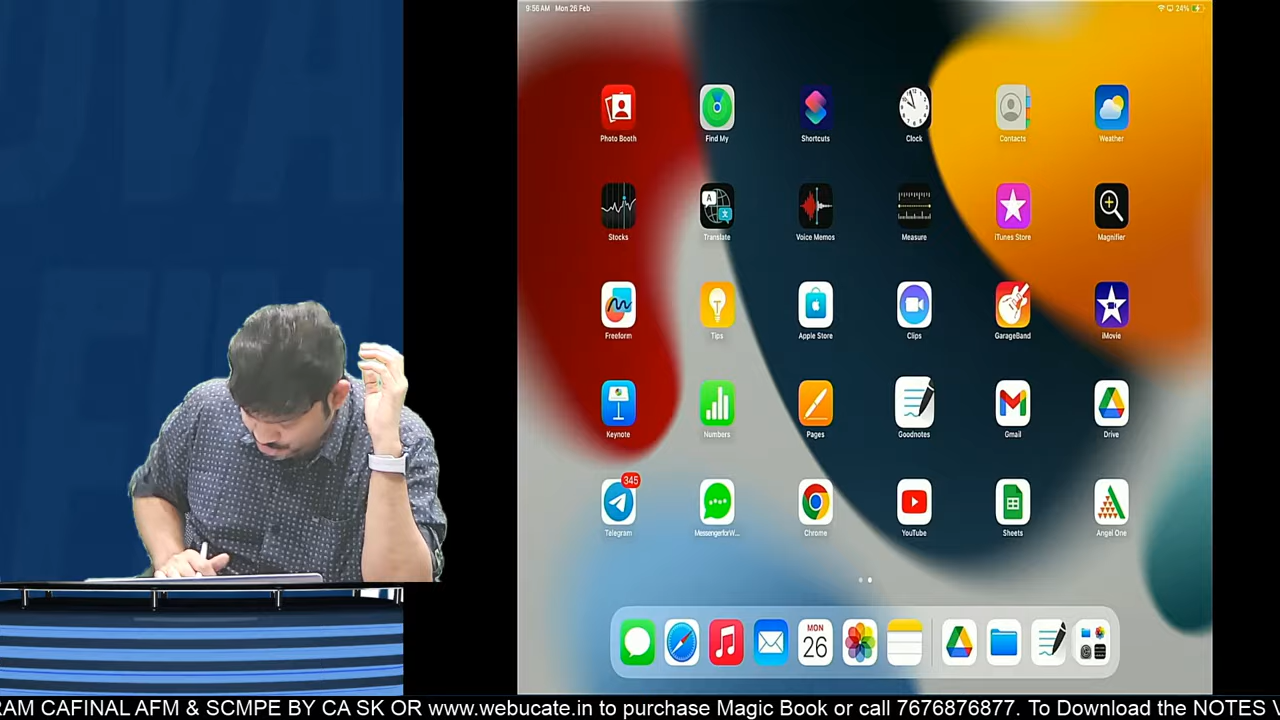 9:56 AM Mon 26 Feb
24%
Photo Booth
Find My
Shortcuts
Clock
Contacts
Weather
Stocks
Translate
Voice Memos
Measure
iTunes Store
Magnifier
Freeform
Tips
Apple Store
Clips
GarageBand
iMovie
Keynote
Numbers
Pages
Goodnotes
Gmail
Drive
345
Telegram
MessengerforW...
Chrome
YouTube
Sheets
Angel One
MON
26
RAM CAFINAL AFM & SCMPE BY CA SK OR www.webucate.in to purchase Magic Book or call 7676876877. To Download the NOTES V